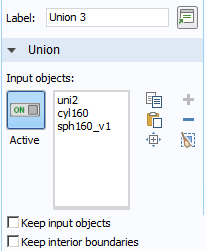 Label: Union 3
Union
Input objects:
ON
uni2
cyl160
sph160_v1
Active
Keep input objects
Keep interior boundaries